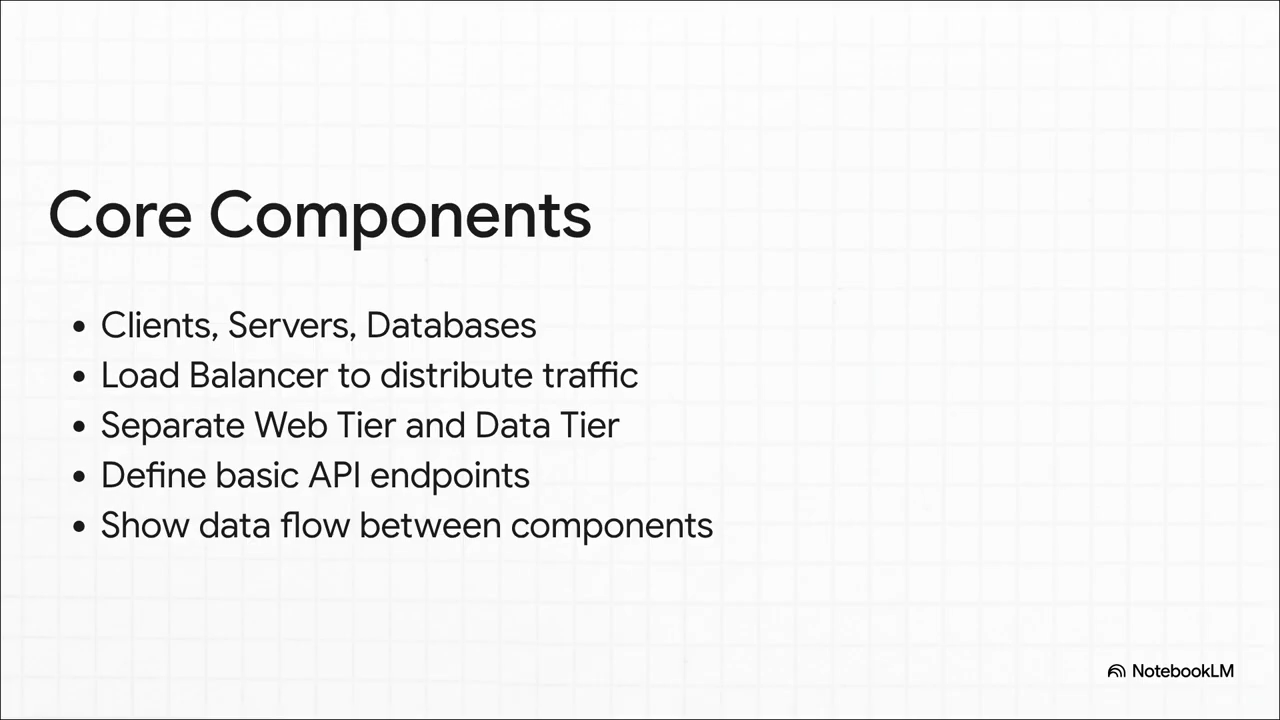 Core Components
• Clients, Servers, Databases
• Load Balancer to distribute traffic
• Separate Web Tier and Data Tier
• Define basic API endpoints
• Show data flow between components
NotebookLM